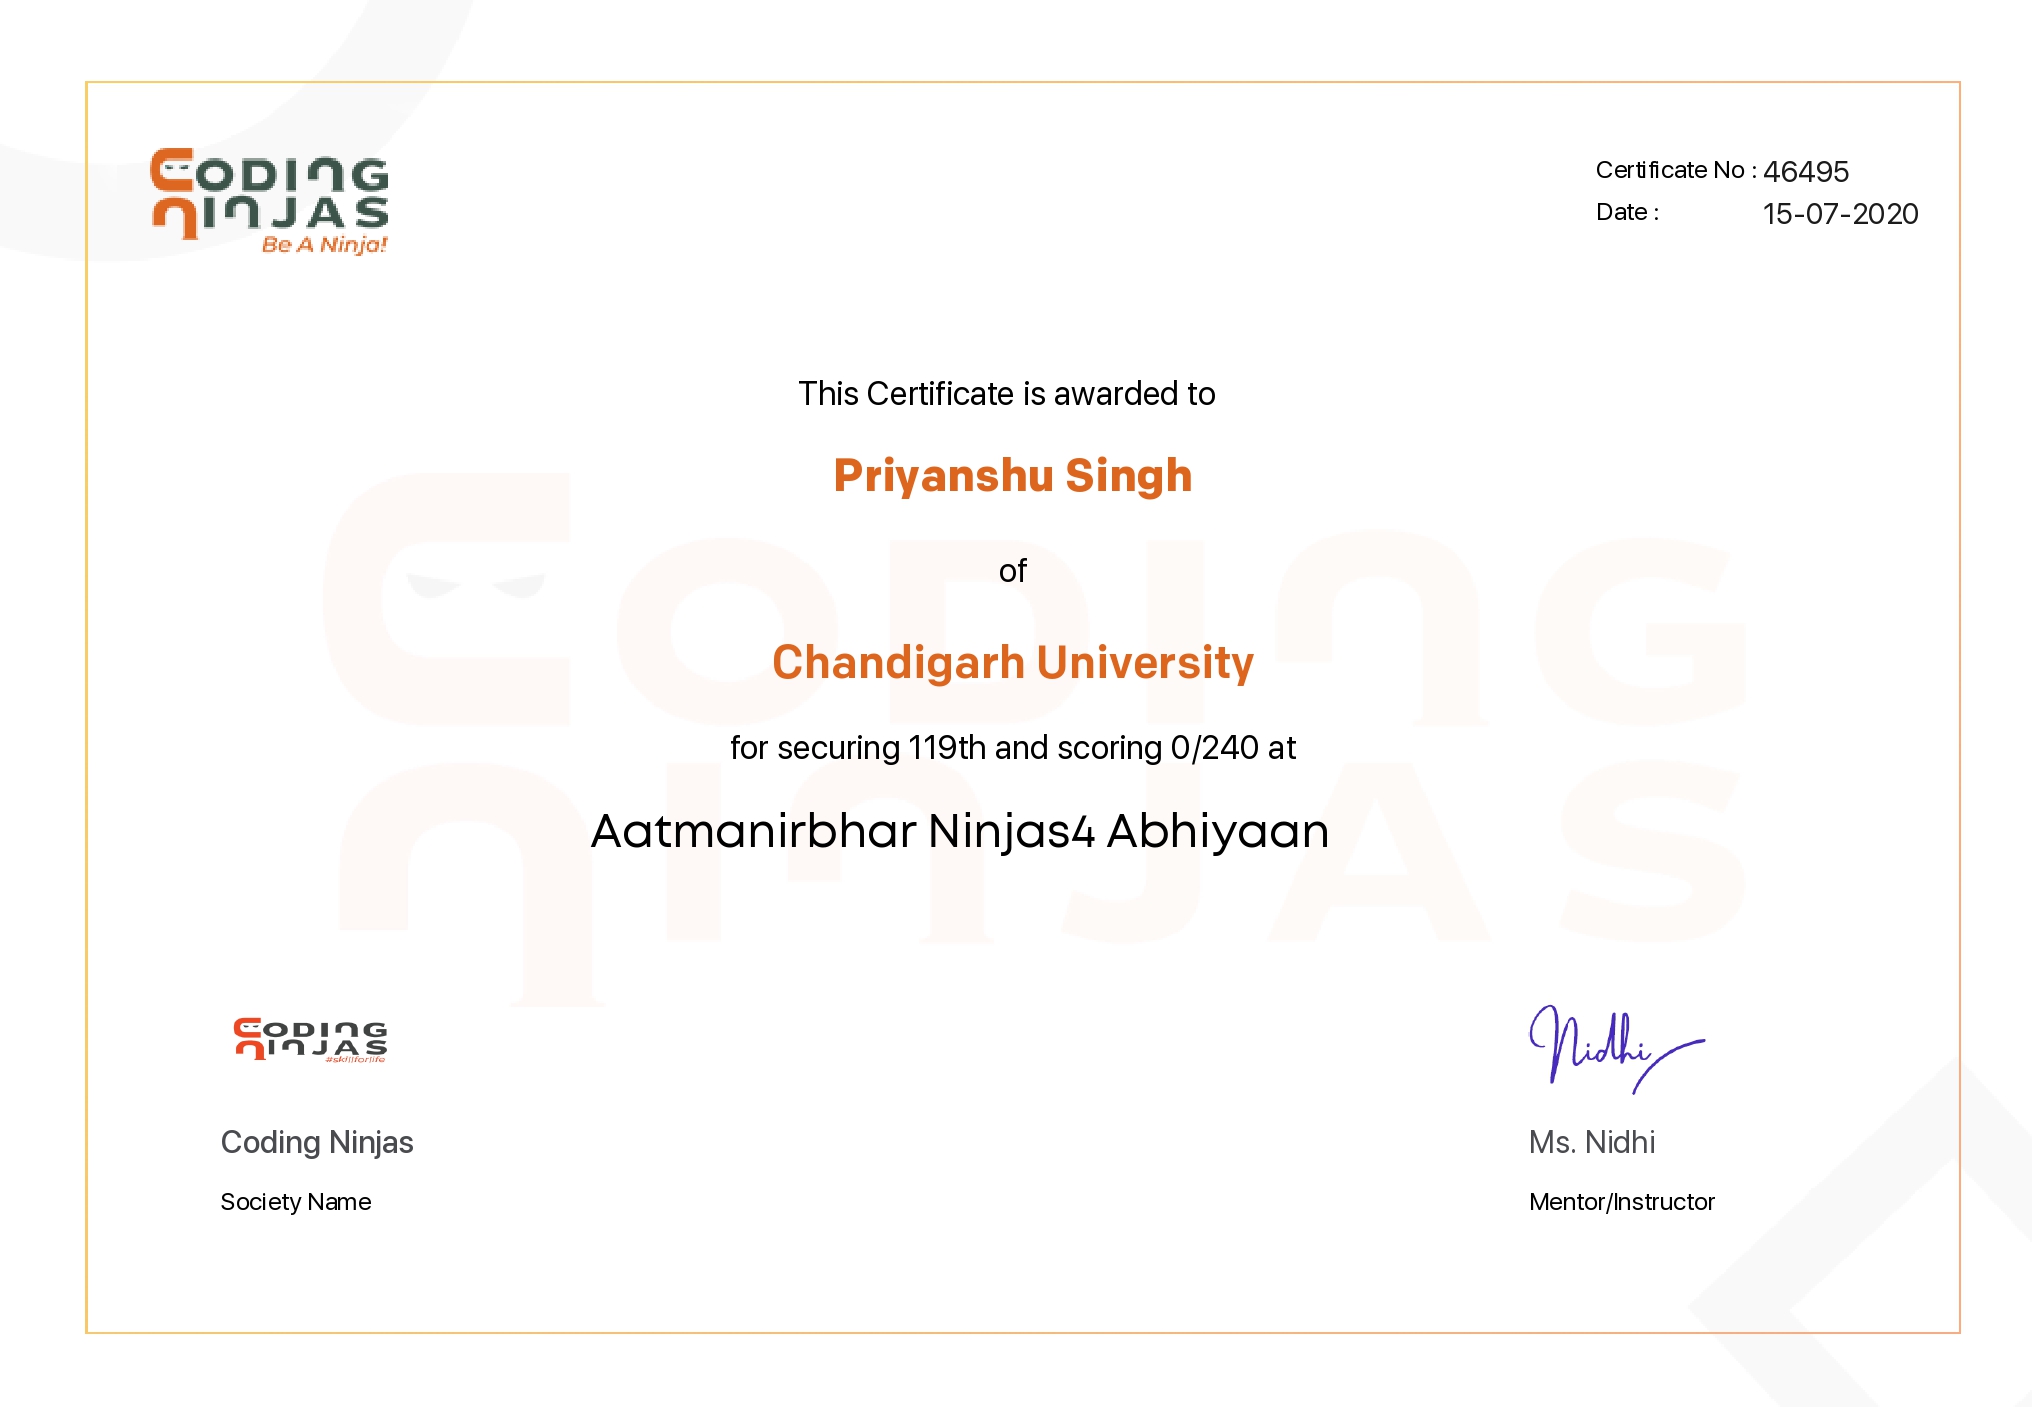 CODING
NINJAS
Be A Ninja!
Certificate No : 46495
Date : 15-07-2020
This Certificate is awarded to
Priyanshu Singh
of
Chandigarh University
for securing 119th and scoring 0/240 at
Aatmanirbhar Ninjas4 Abhiyaan
CODING
NINJAS
CODING
NINJAS
#skillforlife
Nidhi
Coding Ninjas
Ms. Nidhi
Society Name
Mentor/Instructor